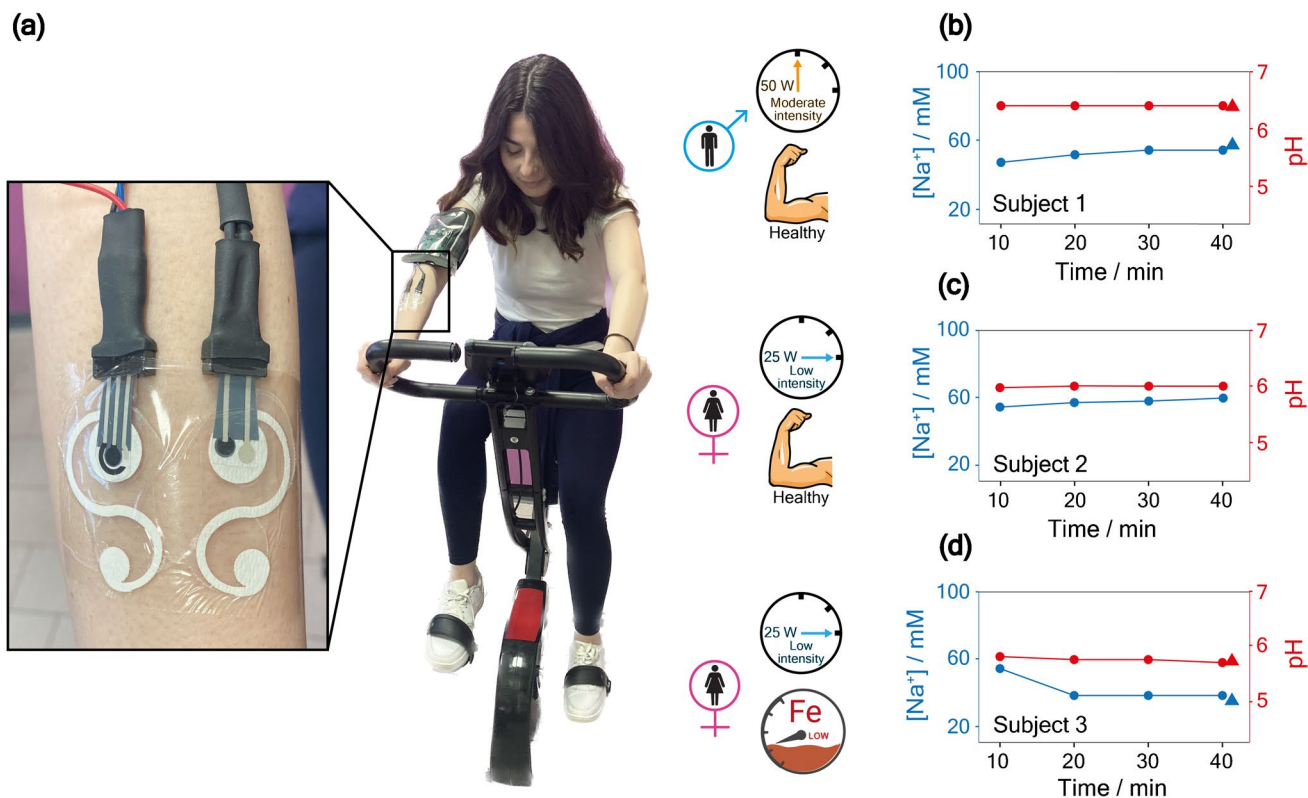 (a)
50 W
Moderate
intensity
Healthy
(b)
100
60
20
[Na⁺] / mM
7
6
5
pH
Subject 1
10 20 30 40
Time / min
25 W
Low
intensity
Healthy
(c)
100
60
20
[Na⁺] / mM
7
6
5
pH
Subject 2
10 20 30 40
Time / min
25 W
Low
intensity
Fe
LOW
(d)
100
60
20
[Na⁺] / mM
7
6
5
pH
Subject 3
10 20 30 40
Time / min